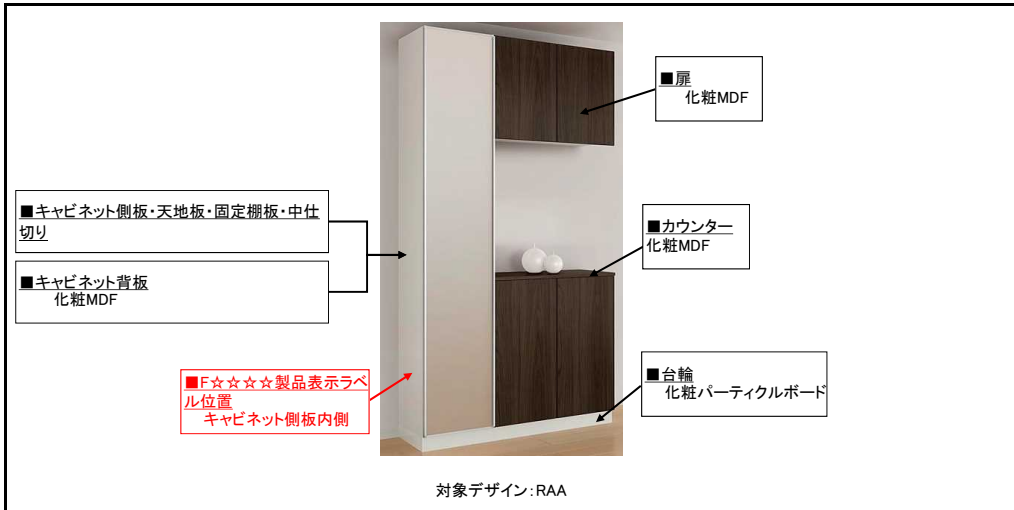 ■扉
化粧MDF
■キャビネット側板・天地板・固定棚板・中仕
切り
■カウンター
化粧MDF
■キャビネット背板
化粧MDF
■F☆☆☆☆製品表示ラベ
ル位置
キャビネット側板内側
■台輪
化粧パーティクルボード
対象デザイン:RAA